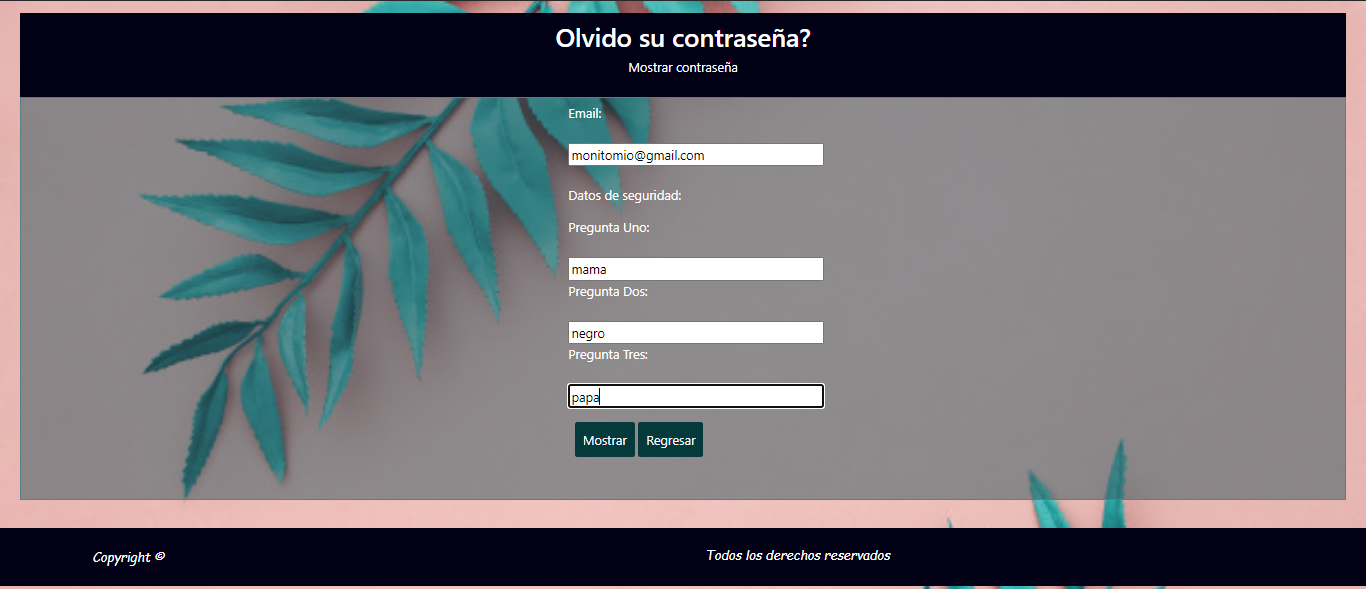 Olvido su contraseña?
Mostrar contraseña
Email:
monitomio@gmail.com
Datos de seguridad:
Pregunta Uno:
mama
Pregunta Dos:
negro
Pregunta Tres:
papa
Mostrar Regresar
Copyright © Todos los derechos reservados